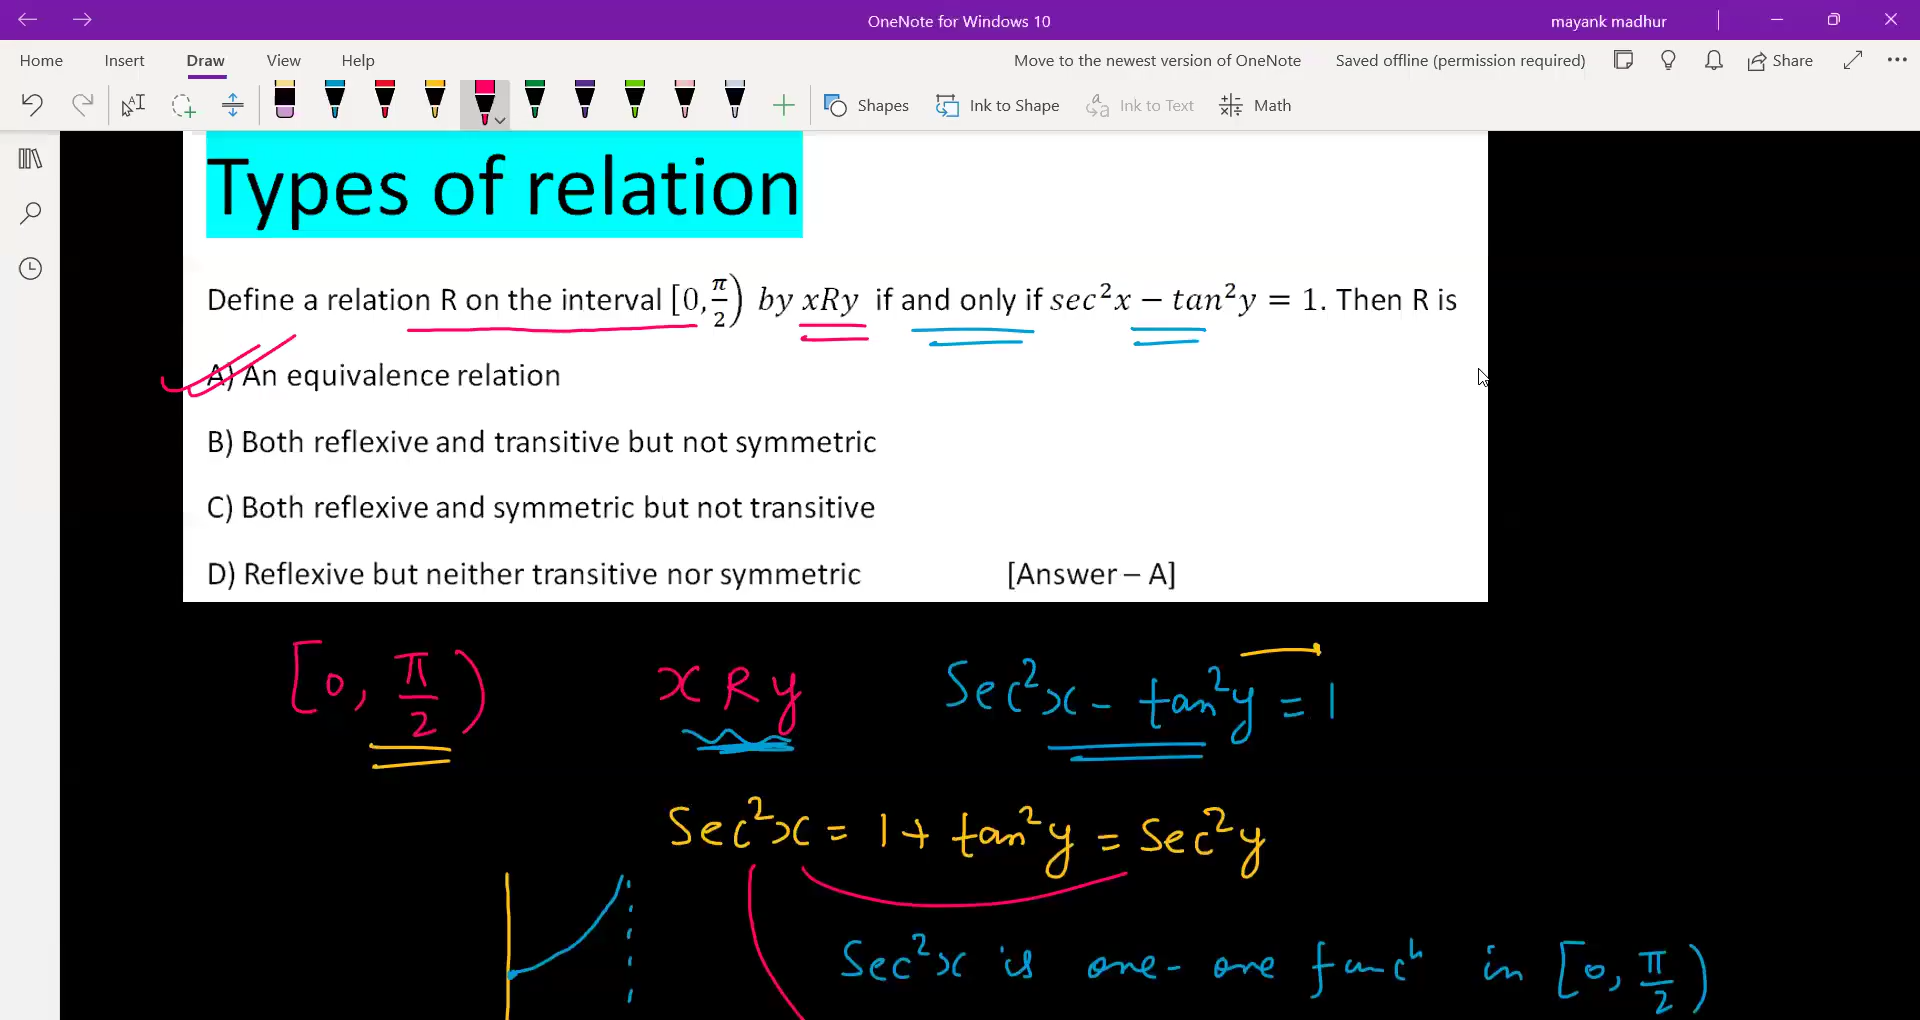 OneNote for Windows 10
mayank madhur
Home Insert Draw View Help Move to the newest version of OneNote Saved offline (permission required) Share
Shapes Ink to Shape Ink to Text Math
Types of relation
Define a relation R on the interval [0, π/2) by xRy if and only if sec²x − tan²y = 1. Then R is
A) An equivalence relation
B) Both reflexive and transitive but not symmetric
C) Both reflexive and symmetric but not transitive
D) Reflexive but neither transitive nor symmetric [Answer – A]
[0, π/2) x R y Sec²x - tan²y = 1
Sec²x = 1 + tan²y = Sec²y
Sec²x is one-one funcⁿ in [0, π/2)